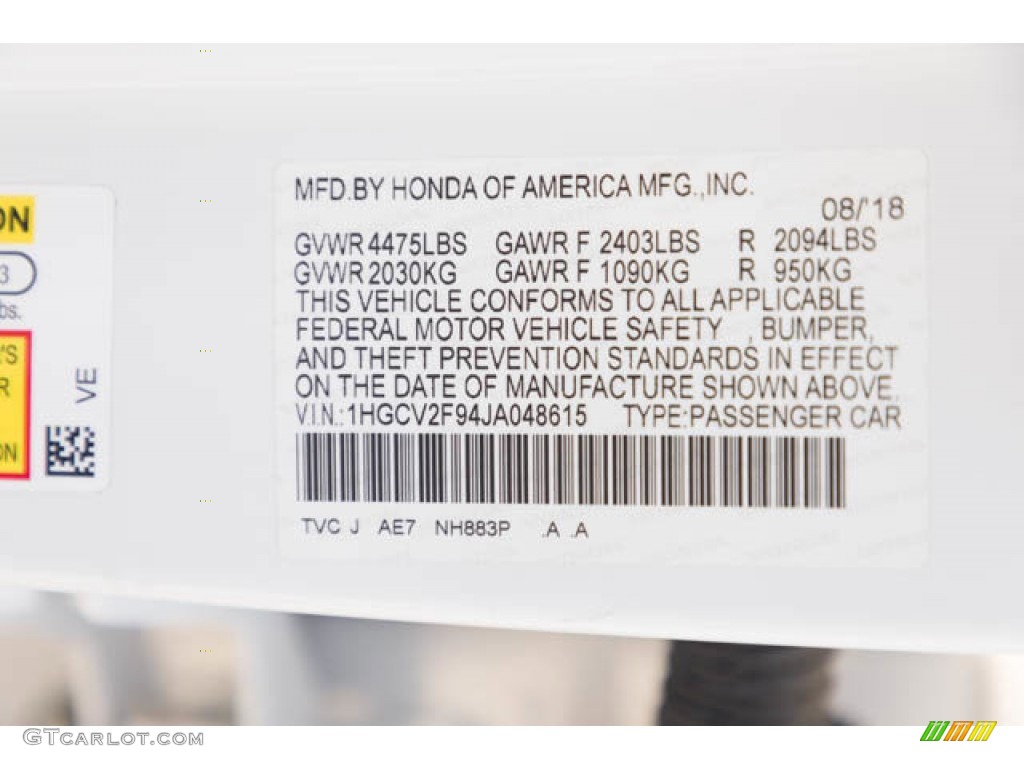 MFD.BY HONDA OF AMERICA MFG.,INC.
08/'18
GVWR 4475LBS GAWR F 2403LBS R 2094LBS
GVWR 2030KG GAWR F 1090KG R 950KG
THIS VEHICLE CONFORMS TO ALL APPLICABLE
FEDERAL MOTOR VEHICLE SAFETY , BUMPER,
AND THEFT PREVENTION STANDARDS IN EFFECT
ON THE DATE OF MANUFACTURE SHOWN ABOVE.
V.I.N.: 1HGCV2F94JA048615 TYPE:PASSENGER CAR
TVC J AE7 NH883P .A .A
ON
3
bs.
'S
R
ON
VE
GTCARLOT.COM